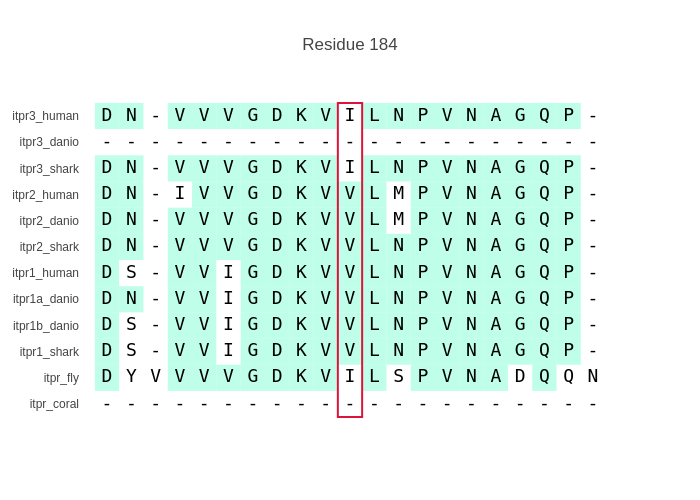 Residue 184
itpr3_human D N - V V V G D K V I L N P V N A G Q P -
itpr3_danio - - - - - - - - - - - - - - - - - - - - -
itpr3_shark D N - V V V G D K V I L N P V N A G Q P -
itpr2_human D N - I V V G D K V V L M P V N A G Q P -
itpr2_danio D N - V V V G D K V V L M P V N A G Q P -
itpr2_shark D N - V V V G D K V V L N P V N A G Q P -
itpr1_human D S - V V I G D K V V L N P V N A G Q P -
itpr1a_danio D N - V V I G D K V V L N P V N A G Q P -
itpr1b_danio D S - V V I G D K V V L N P V N A G Q P -
itpr1_shark D S - V V I G D K V V L N P V N A G Q P -
itpr_fly D Y V V V V G D K V I L S P V N A D Q Q N
itpr_coral - - - - - - - - - - - - - - - - - - - - -